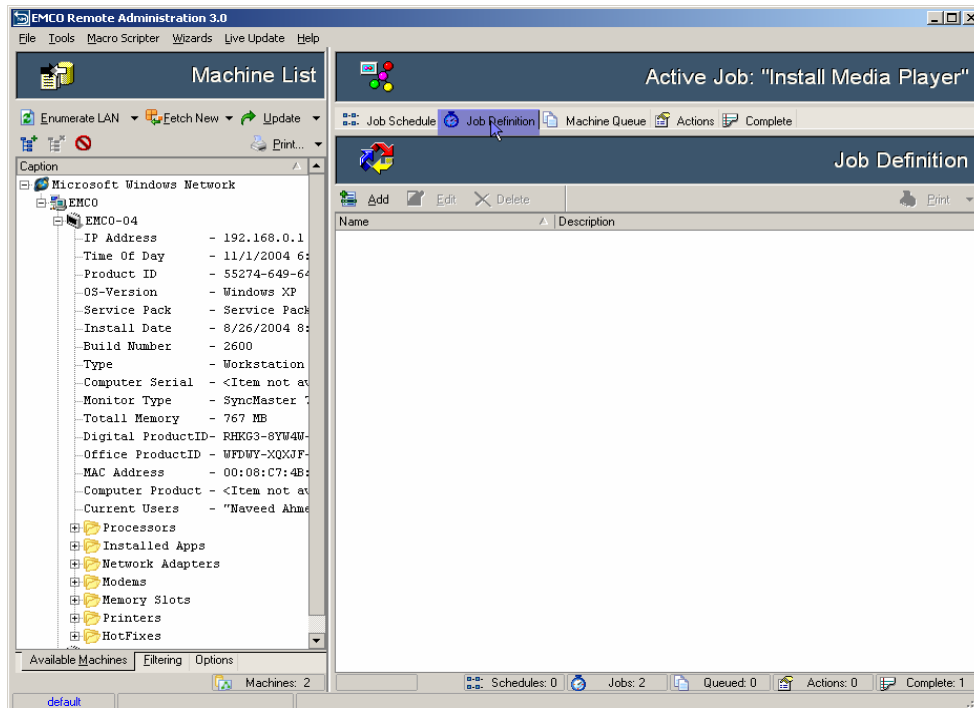 EMCO Remote Administration 3.0
File Tools Macro Scripter Wizards Live Update Help
Machine List
Active Job: "Install Media Player"
Enumerate LAN Fetch New Update
Job Schedule Job Definition Machine Queue Actions Complete
Print...
Job Definition
Caption
Add Edit Delete Print
Name Description
Microsoft Windows Network
EMCO
EMCO-04
IP Address - 192.168.0.1
Time Of Day - 11/1/2004 6:
Product ID - 55274-649-64
OS-Version - Windows XP
Service Pack - Service Pack
Install Date - 8/26/2004 8:
Build Number - 2600
Type - Workstation
Computer Serial - <Item not av
Monitor Type - SyncMaster 7
Totall Memory - 767 MB
Digital ProductID- RHKG3-8YW4W-
Office ProductID - WFDWY-XQXJF-
MAC Address - 00:08:C7:4B:
Computer Product - <Item not av
Current Users - "Naveed Ahme
Processors
Installed Apps
Network Adapters
Modems
Memory Slots
Printers
HotFixes
Available Machines Filtering Options
Machines: 2
Schedules: 0 Jobs: 2 Queued: 0 Actions: 0 Complete: 1
default